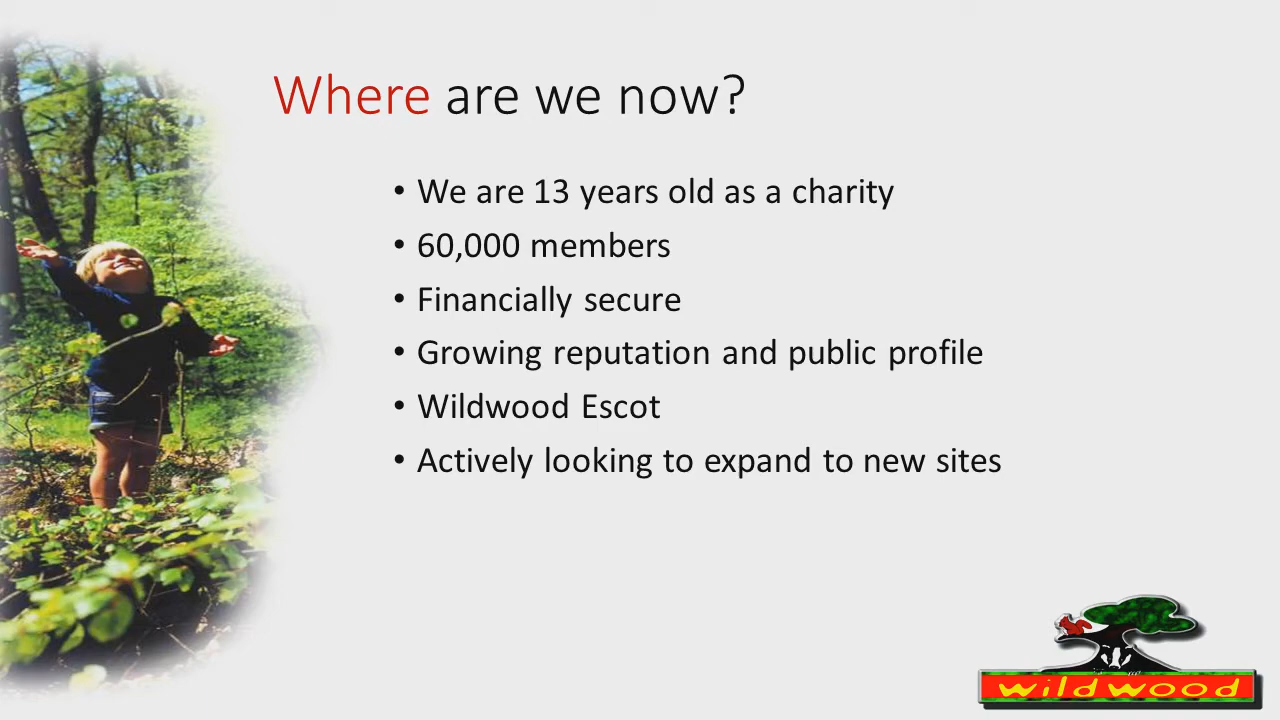 Where are we now?
• We are 13 years old as a charity
• 60,000 members
• Financially secure
• Growing reputation and public profile
• Wildwood Escot
• Actively looking to expand to new sites
wildwood